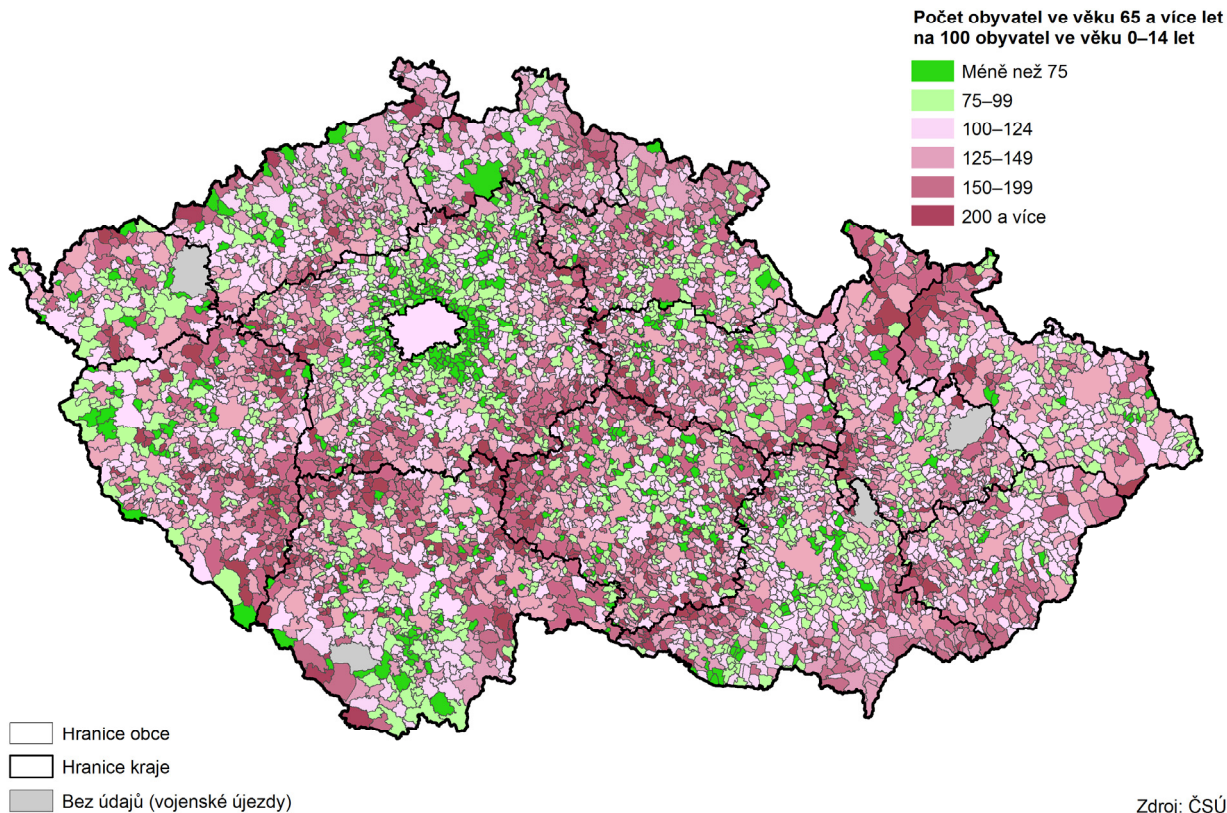 Počet obyvatel ve věku 65 a více let
na 100 obyvatel ve věku 0–14 let
Méně než 75
75–99
100–124
125–149
150–199
200 a více
Hranice obce
Hranice kraje
Bez údajů (vojenské újezdy)
Zdroj: ČSÚ